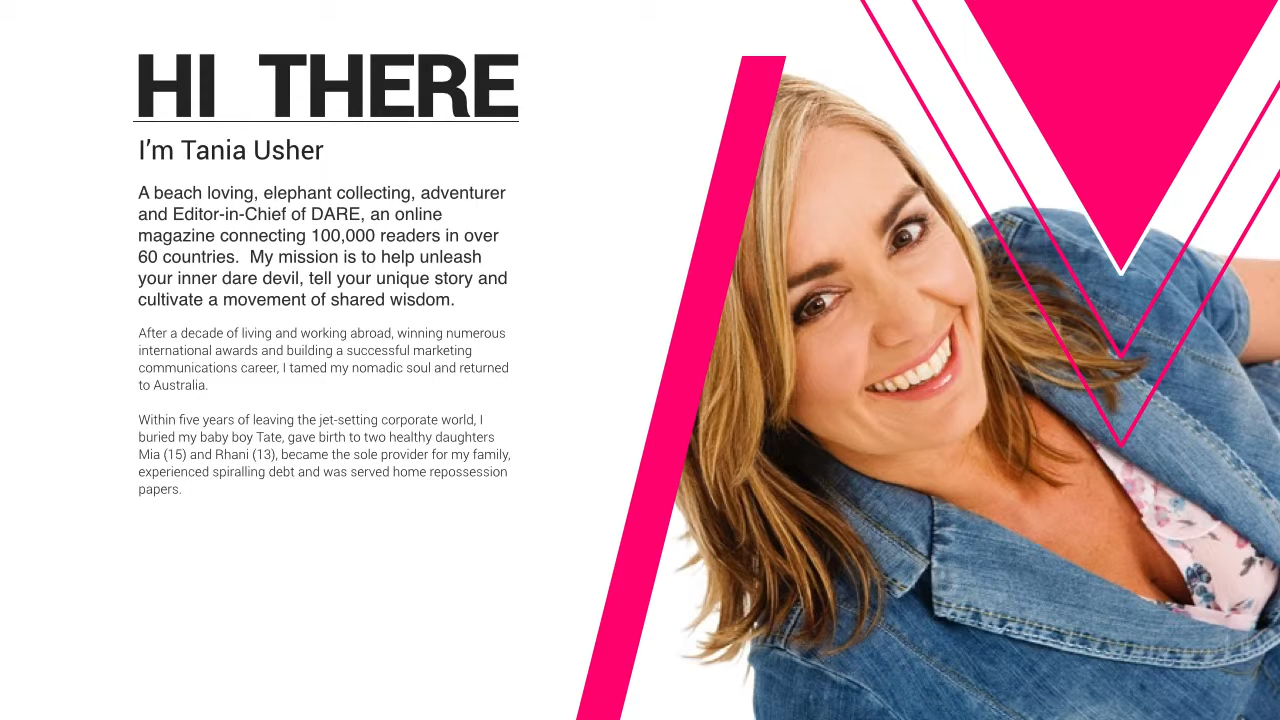 HI THERE
I'm Tania Usher
A beach loving, elephant collecting, adventurer
and Editor-in-Chief of DARE, an online
magazine connecting 100,000 readers in over
60 countries.  My mission is to help unleash
your inner dare devil, tell your unique story and
cultivate a movement of shared wisdom.
After a decade of living and working abroad, winning numerous
international awards and building a successful marketing
communications career, I tamed my nomadic soul and returned
to Australia.
Within five years of leaving the jet-setting corporate world, I
buried my baby boy Tate, gave birth to two healthy daughters
Mia (15) and Rhani (13), became the sole provider for my family,
experienced spiralling debt and was served home repossession
papers.